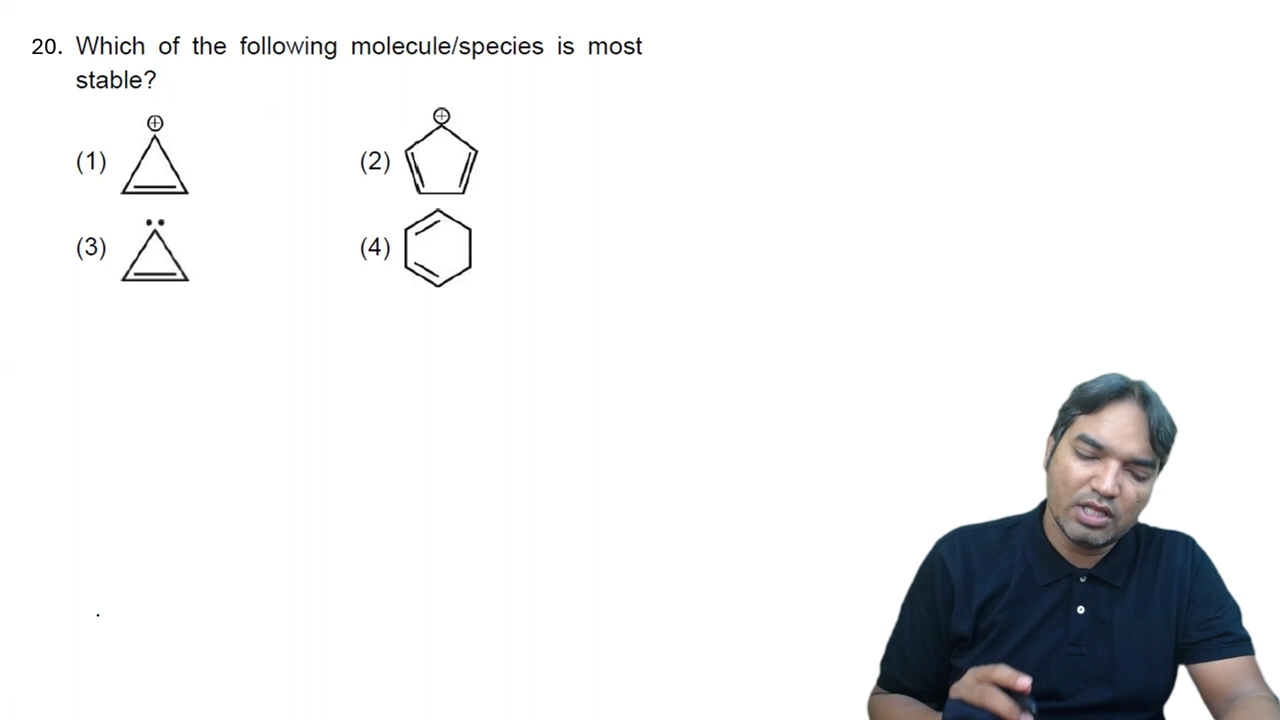 20. Which of the following molecule/species is most
stable?
(1) ⊕
(2) ⊕
(3) ••
(4)